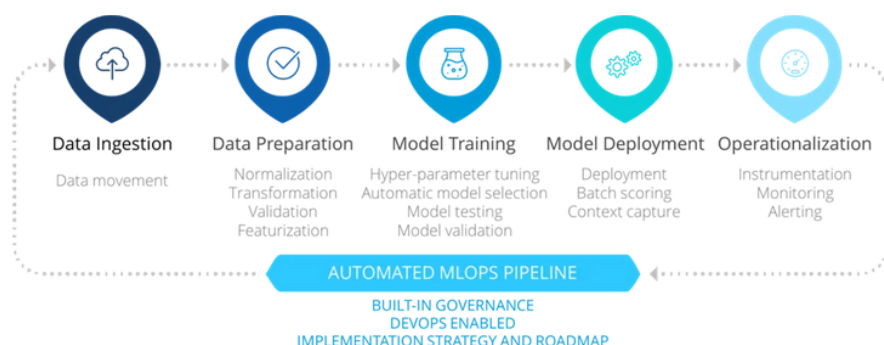 Data Ingestion
Data movement
Data Preparation
Normalization
Transformation
Validation
Featurization
Model Training
Hyper-parameter tuning
Automatic model selection
Model testing
Model validation
Model Deployment
Deployment
Batch scoring
Context capture
Operationalization
Instrumentation
Monitoring
Alerting
AUTOMATED MLOPS PIPELINE
BUILT-IN GOVERNANCE
DEVOPS ENABLED
IMPLEMENTATION STRATEGY AND ROADMAP